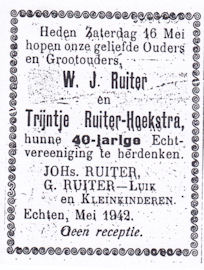 Heden Zaterdag 16 Mei
hopen onze geliefde Ouders
en Grootouders,
W. J. Ruiter
en
Trijntje Ruiter-Hoekstra,
hunne 40-jarige Echt-
vereeniging te herdenken.
JOHs. RUITER,
G. RUITER—LUIK
en KLEINKINDEREN.
Echten, Mei 1942.
Geen receptie.